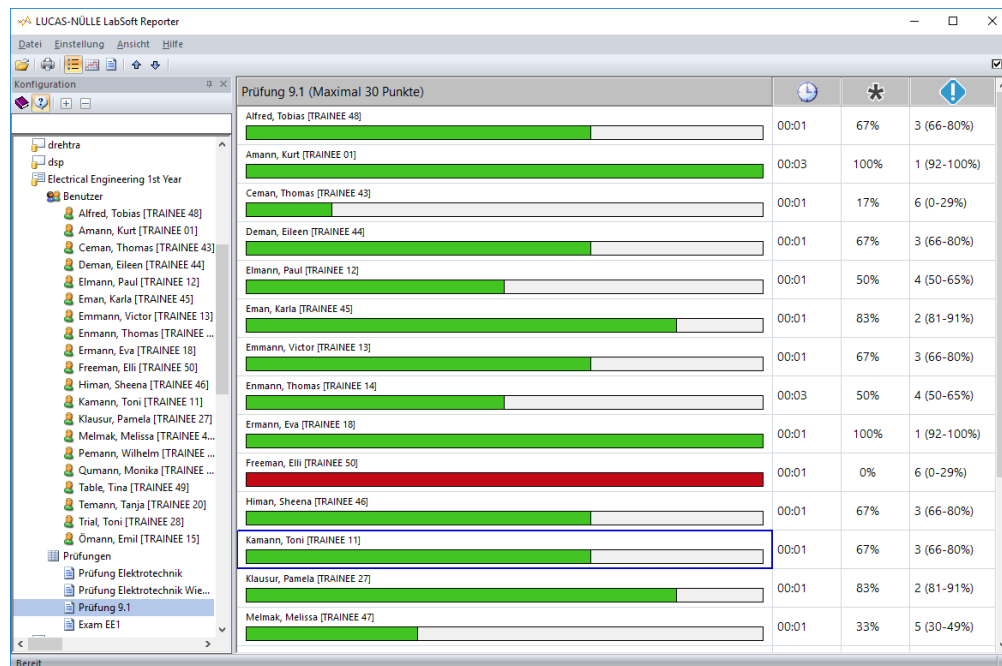 LUCAS-NÜLLE LabSoft Reporter
Datei Einstellung Ansicht Hilfe
Konfiguration
drehtra
dsp
Electrical Engineering 1st Year
Benutzer
Alfred, Tobias [TRAINEE 48]
Amann, Kurt [TRAINEE 01]
Ceman, Thomas [TRAINEE 43]
Deman, Eileen [TRAINEE 44]
Elmann, Paul [TRAINEE 12]
Eman, Karla [TRAINEE 45]
Emmann, Victor [TRAINEE 13]
Enmann, Thomas [TRAINEE ...
Ermann, Eva [TRAINEE 18]
Freeman, Elli [TRAINEE 50]
Himan, Sheena [TRAINEE 46]
Kamann, Toni [TRAINEE 11]
Klausur, Pamela [TRAINEE 27]
Melmak, Melissa [TRAINEE 4...
Pemann, Wilhelm [TRAINEE ...
Qumann, Monika [TRAINEE ...
Table, Tina [TRAINEE 49]
Temann, Tanja [TRAINEE 20]
Trial, Toni [TRAINEE 28]
Ömann, Emil [TRAINEE 15]
Prüfungen
Prüfung Elektrotechnik
Prüfung Elektrotechnik Wie...
Prüfung 9.1
Exam EE1
Prüfung 9.1 (Maximal 30 Punkte)
Alfred, Tobias [TRAINEE 48] 00:01 67% 3 (66-80%)
Amann, Kurt [TRAINEE 01] 00:03 100% 1 (92-100%)
Ceman, Thomas [TRAINEE 43] 00:01 17% 6 (0-29%)
Deman, Eileen [TRAINEE 44] 00:01 67% 3 (66-80%)
Elmann, Paul [TRAINEE 12] 00:01 50% 4 (50-65%)
Eman, Karla [TRAINEE 45] 00:01 83% 2 (81-91%)
Emmann, Victor [TRAINEE 13] 00:01 67% 3 (66-80%)
Enmann, Thomas [TRAINEE 14] 00:03 50% 4 (50-65%)
Ermann, Eva [TRAINEE 18] 00:01 100% 1 (92-100%)
Freeman, Elli [TRAINEE 50] 00:01 0% 6 (0-29%)
Himan, Sheena [TRAINEE 46] 00:01 67% 3 (66-80%)
Kamann, Toni [TRAINEE 11] 00:01 67% 3 (66-80%)
Klausur, Pamela [TRAINEE 27] 00:01 83% 2 (81-91%)
Melmak, Melissa [TRAINEE 47] 00:01 33% 5 (30-49%)
Bereit